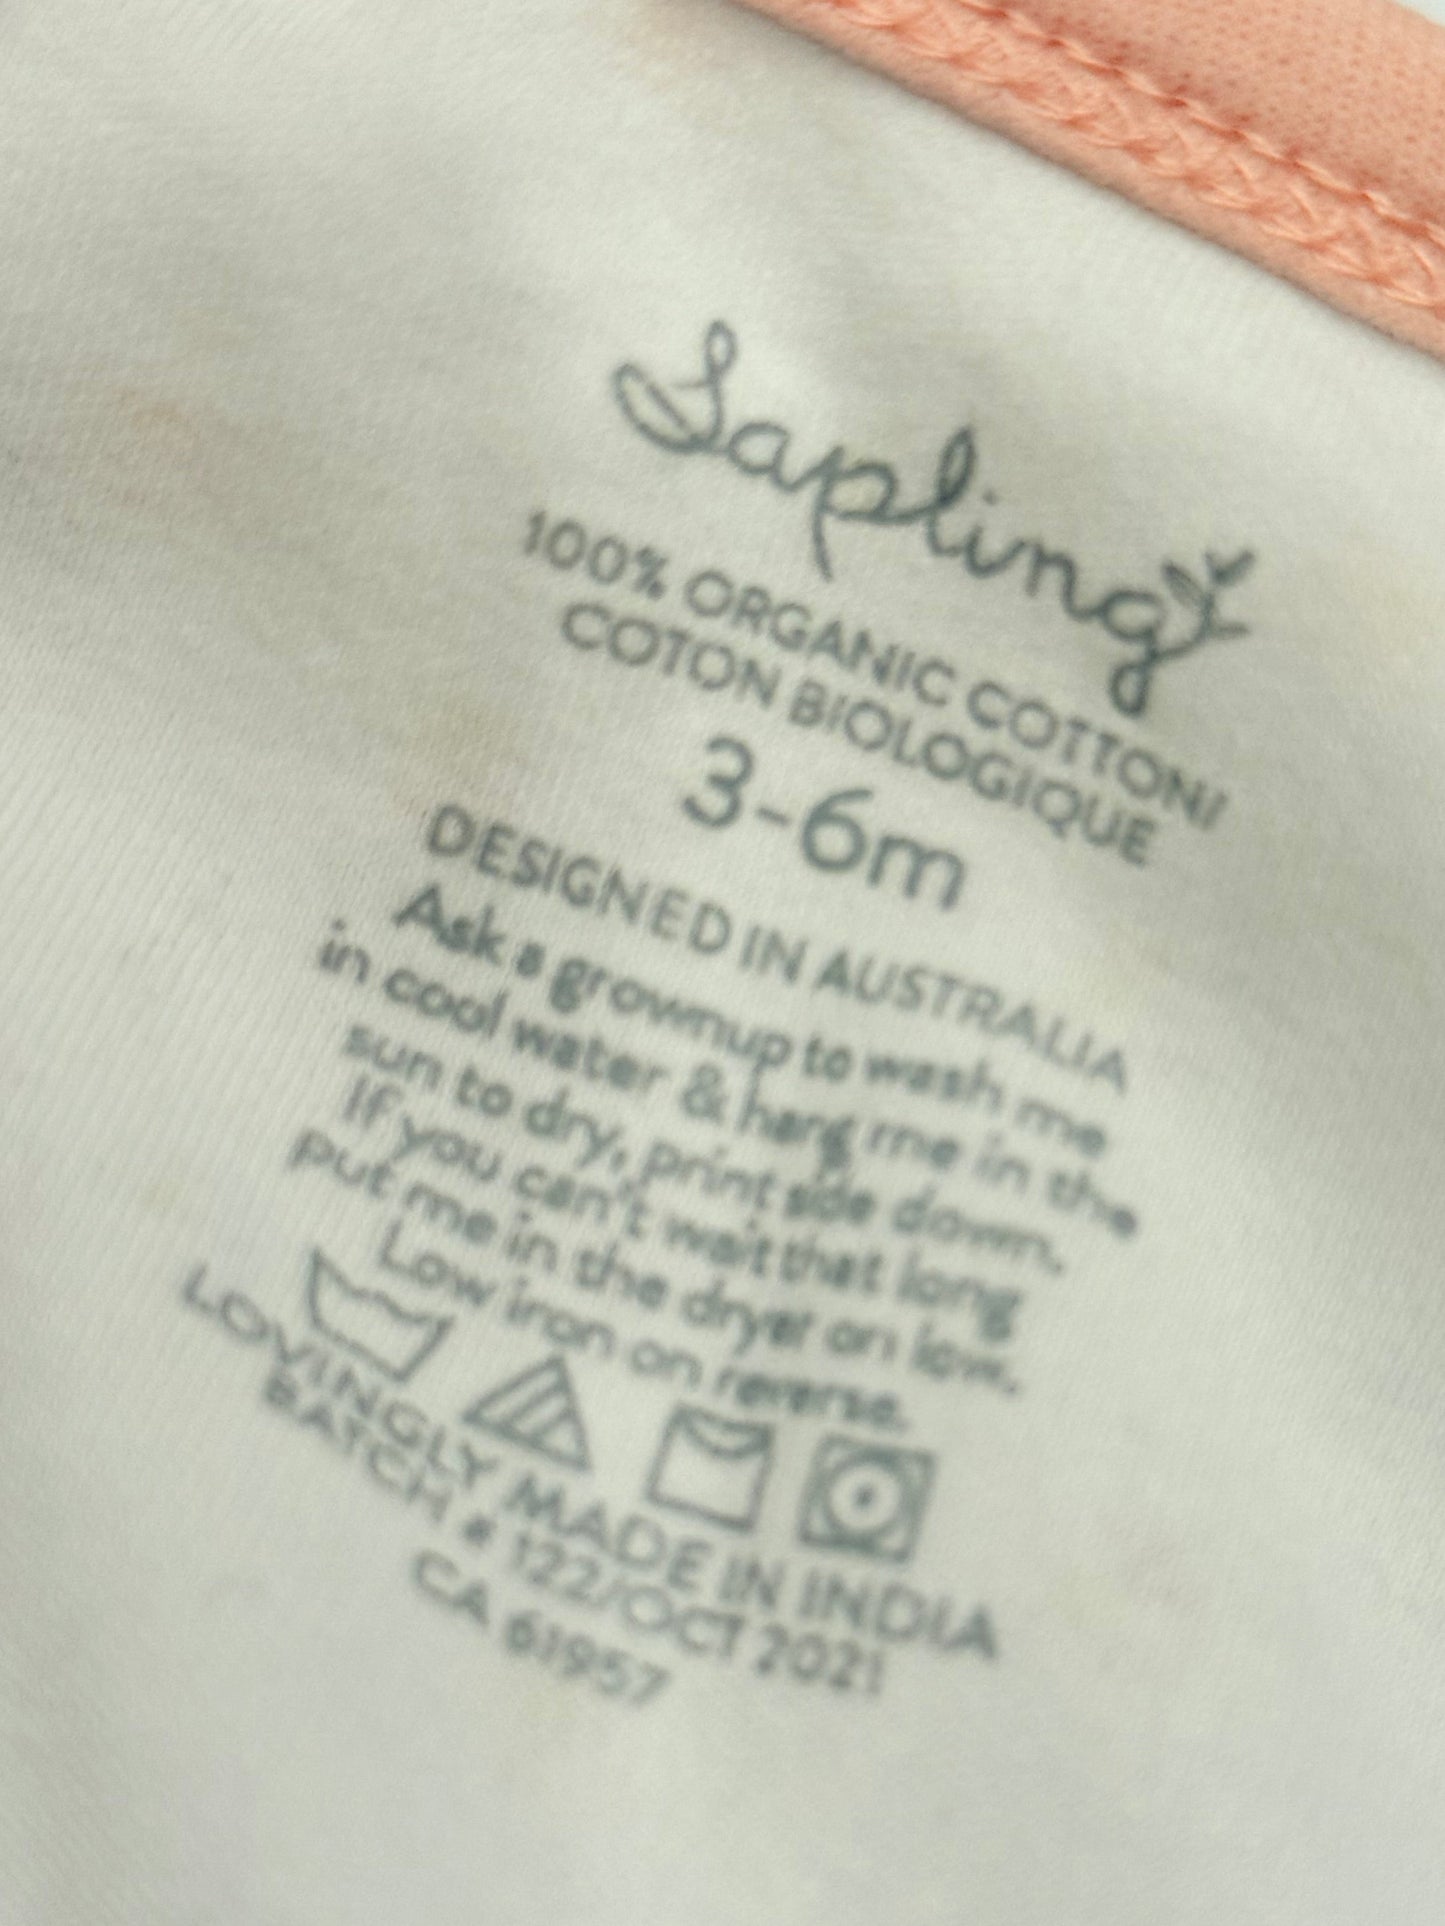 Sapling
100% ORGANIC COTTON/
COTON BIOLOGIQUE
3-6m
DESIGNED IN AUSTRALIA
Ask a grownup to wash me
in cool water & hang me in the
sun to dry, print side down.
If you can't wait that long
put me in the dryer on low.
Low iron on reverse.
LOVINGLY MADE IN INDIA
BATCH # 122/OCT 2021
CA 61957